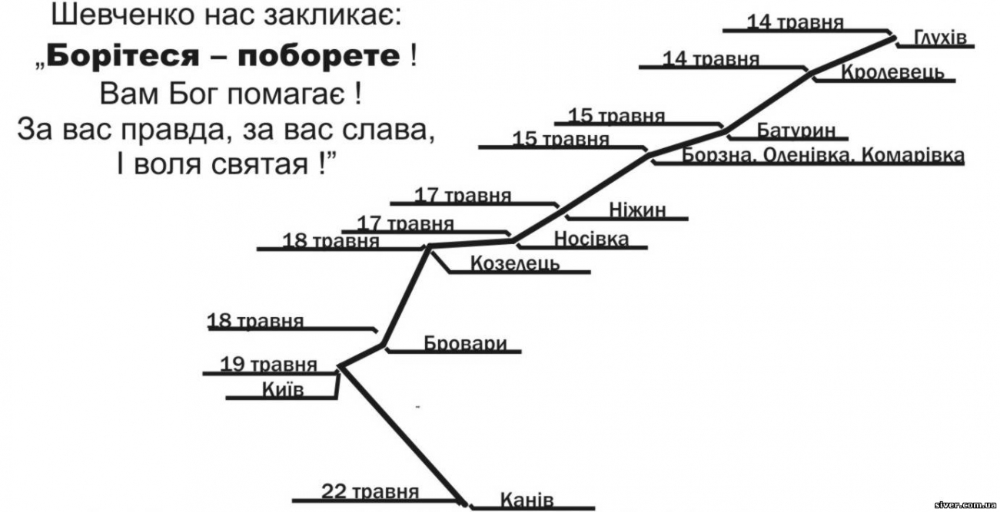 Шевченко нас закликає:
„Борітеся – поборете !
Вам Бог помагає !
За вас правда, за вас слава,
І воля святая !”
14 травня
Глухів
14 травня
Кролевець
15 травня
Батурин
15 травня
Борзна, Оленівка, Комарівка
17 травня
Ніжин
17 травня
Носівка
18 травня
Козелець
18 травня
Бровари
19 травня
Київ
22 травня
Канів
siver.com.ua